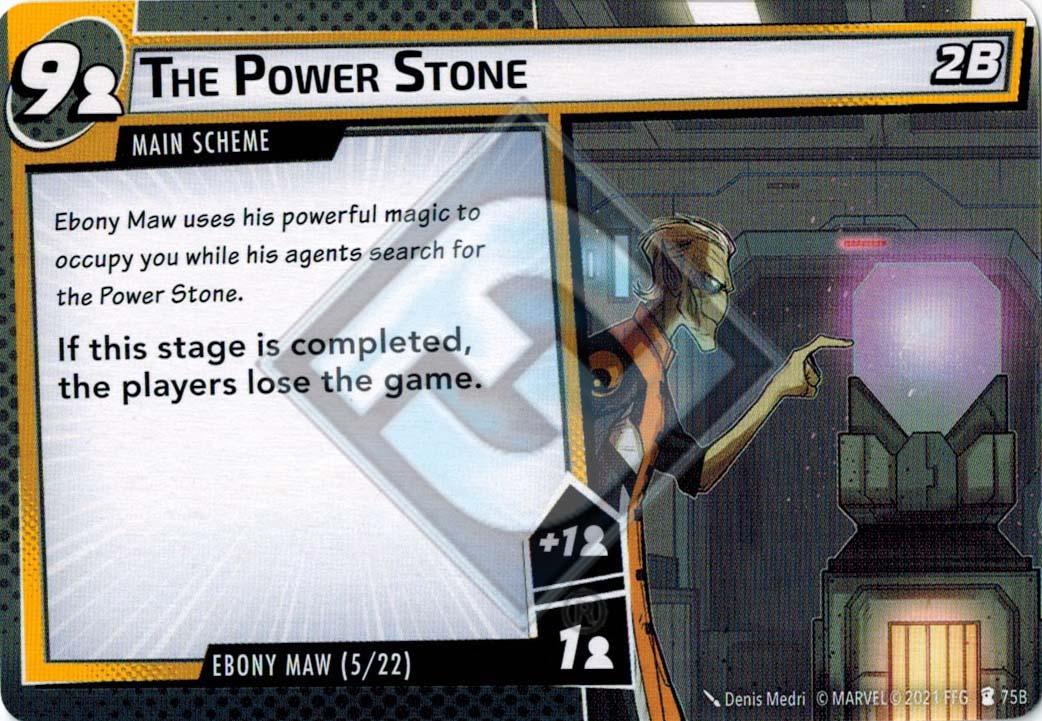 9
THE POWER STONE
2B
MAIN SCHEME
Ebony Maw uses his powerful magic to
occupy you while his agents search for
the Power Stone.
If this stage is completed,
the players lose the game.
+1
1
EBONY MAW (5/22)
Denis Medri © MARVEL © 2021 FFG 75B
®